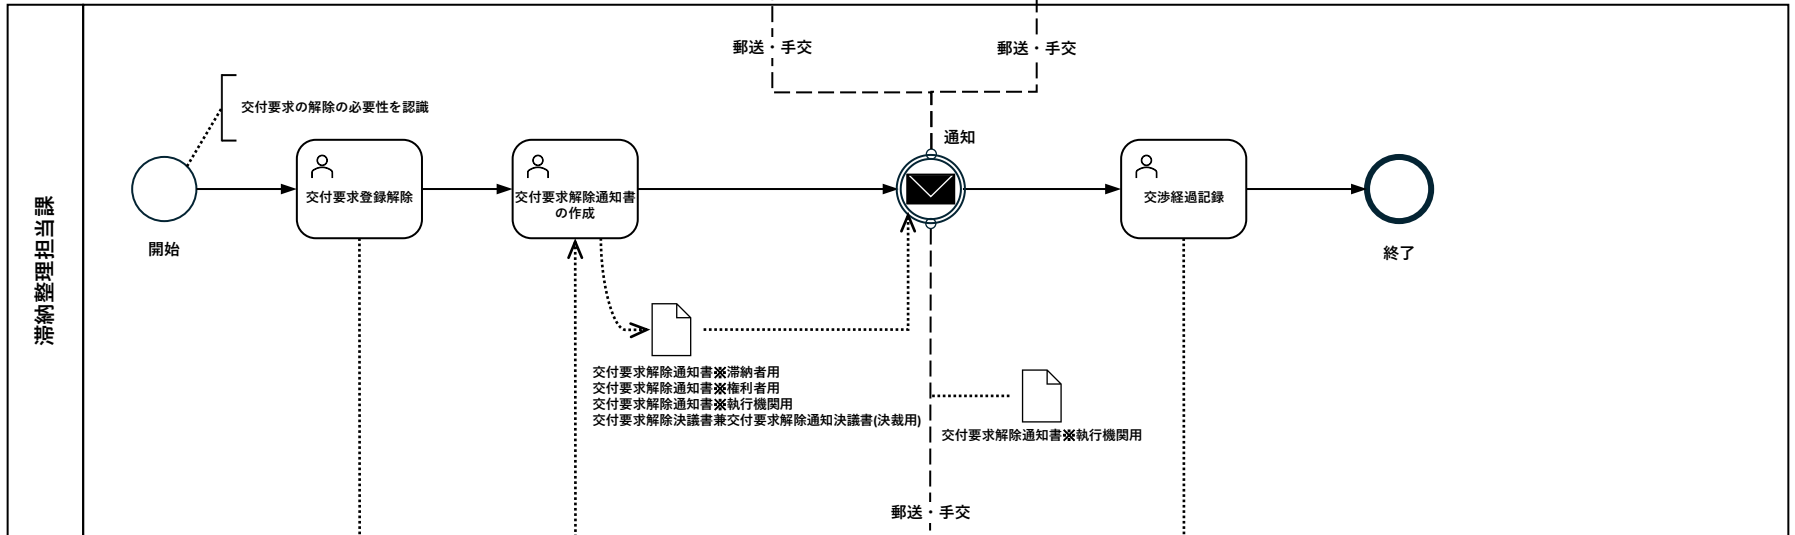 郵送・手交
郵送・手交
交付要求の解除の必要性を認識
通知
交付要求登録解除
交付要求解除通知書
の作成
交渉経過記録
開始
終了
滞納整理担当課
交付要求解除通知書※滞納者用
交付要求解除通知書※権利者用
交付要求解除通知書※執行機関用
交付要求解除決議書兼交付要求解除通知決議書(決裁用)
交付要求解除通知書※執行機関用
郵送・手交